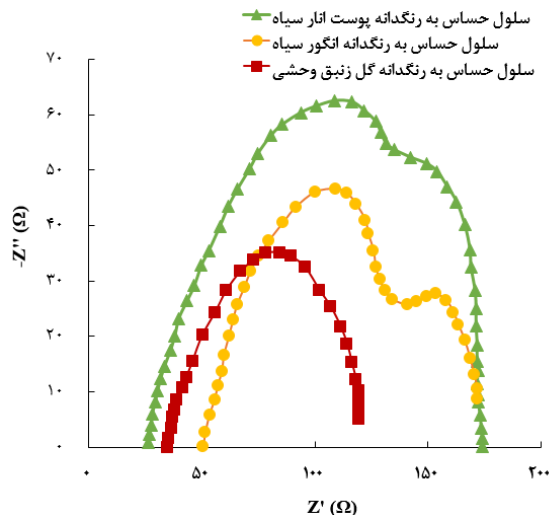 سلول حساس به رنگدانه پوست انار سیاه
سلول حساس به رنگدانه انگور سیاه
سلول حساس به رنگدانه گل زنبق وحشی
-Z'' (Ω)
۷۰
۶۰
۵۰
۴۰
۳۰
۲۰
۱۰
۰
۰ ۵۰ ۱۰۰ ۱۵۰ ۲۰۰
Z' (Ω)